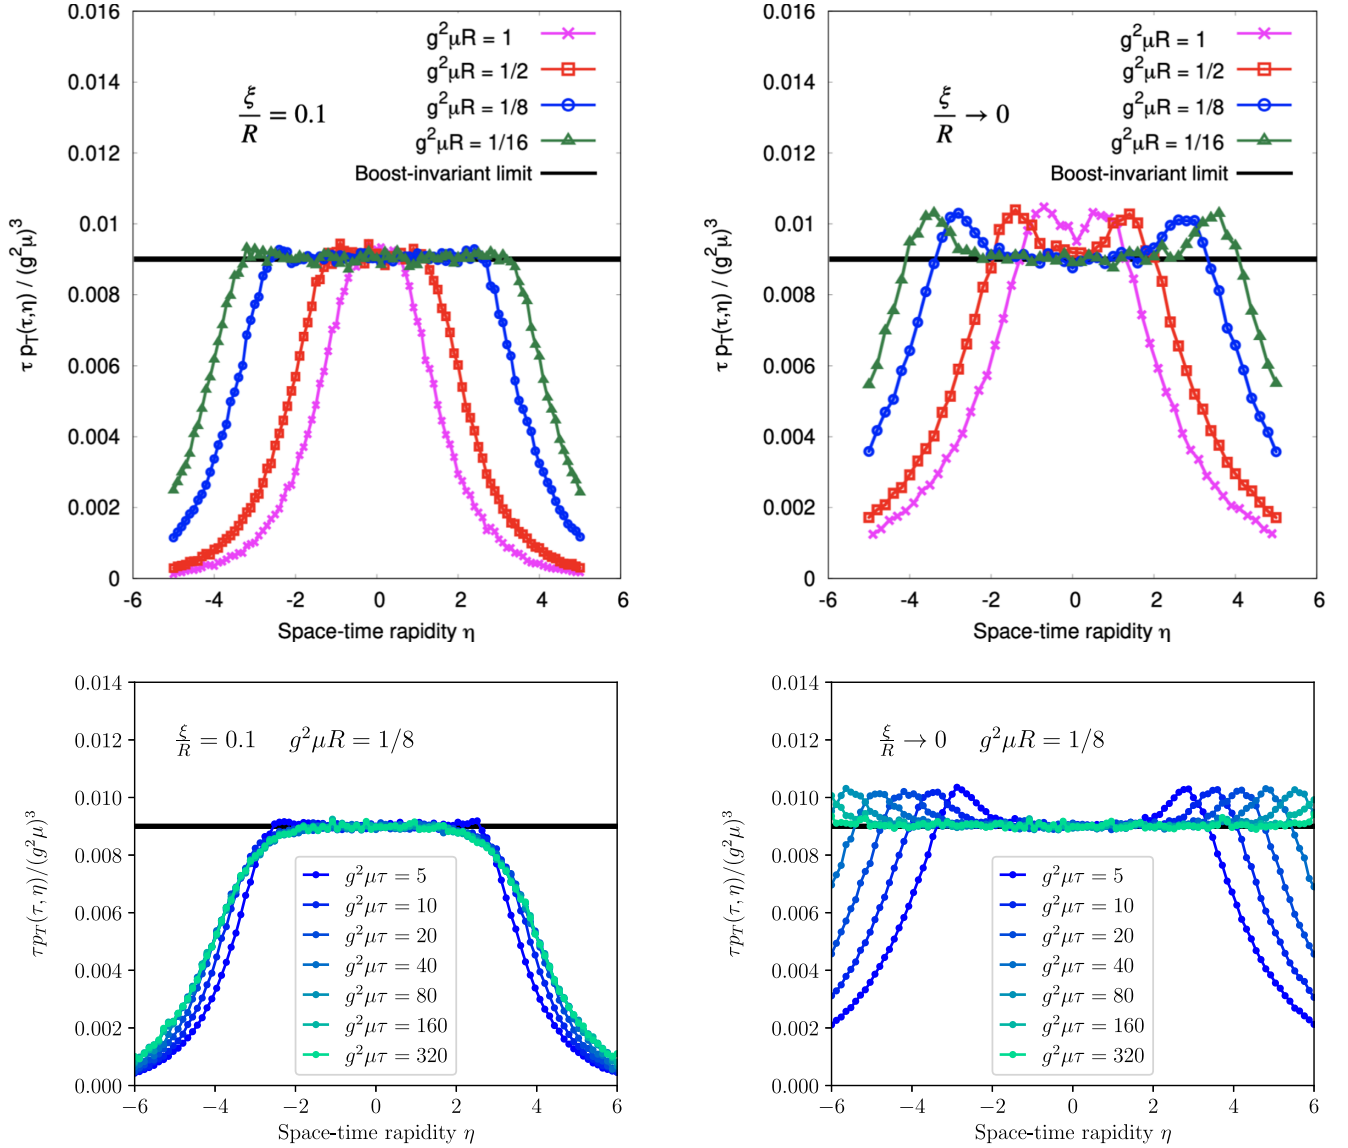 0.016
0.014
0.012
0.01
0.008
0.006
0.004
0.002
0
-6
-4
-2
0
2
4
6
τ p_T(τ,η) / (g²μ)³
Space-time rapidity η
ξ/R = 0.1
g²μR = 1
g²μR = 1/2
g²μR = 1/8
g²μR = 1/16
Boost-invariant limit
0.016
0.014
0.012
0.01
0.008
0.006
0.004
0.002
0
-6
-4
-2
0
2
4
6
τ p_T(τ,η) / (g²μ)³
Space-time rapidity η
ξ/R → 0
g²μR = 1
g²μR = 1/2
g²μR = 1/8
g²μR = 1/16
Boost-invariant limit
0.014
0.012
0.010
0.008
0.006
0.004
0.002
0.000
−6
−4
−2
0
2
4
6
τp_T(τ, η)/(g²μ)³
Space-time rapidity η
ξ/R = 0.1 g²μR = 1/8
g²μτ = 5
g²μτ = 10
g²μτ = 20
g²μτ = 40
g²μτ = 80
g²μτ = 160
g²μτ = 320
0.014
0.012
0.010
0.008
0.006
0.004
0.002
0.000
−6
−4
−2
0
2
4
6
τp_T(τ, η)/(g²μ)³
Space-time rapidity η
ξ/R → 0 g²μR = 1/8
g²μτ = 5
g²μτ = 10
g²μτ = 20
g²μτ = 40
g²μτ = 80
g²μτ = 160
g²μτ = 320